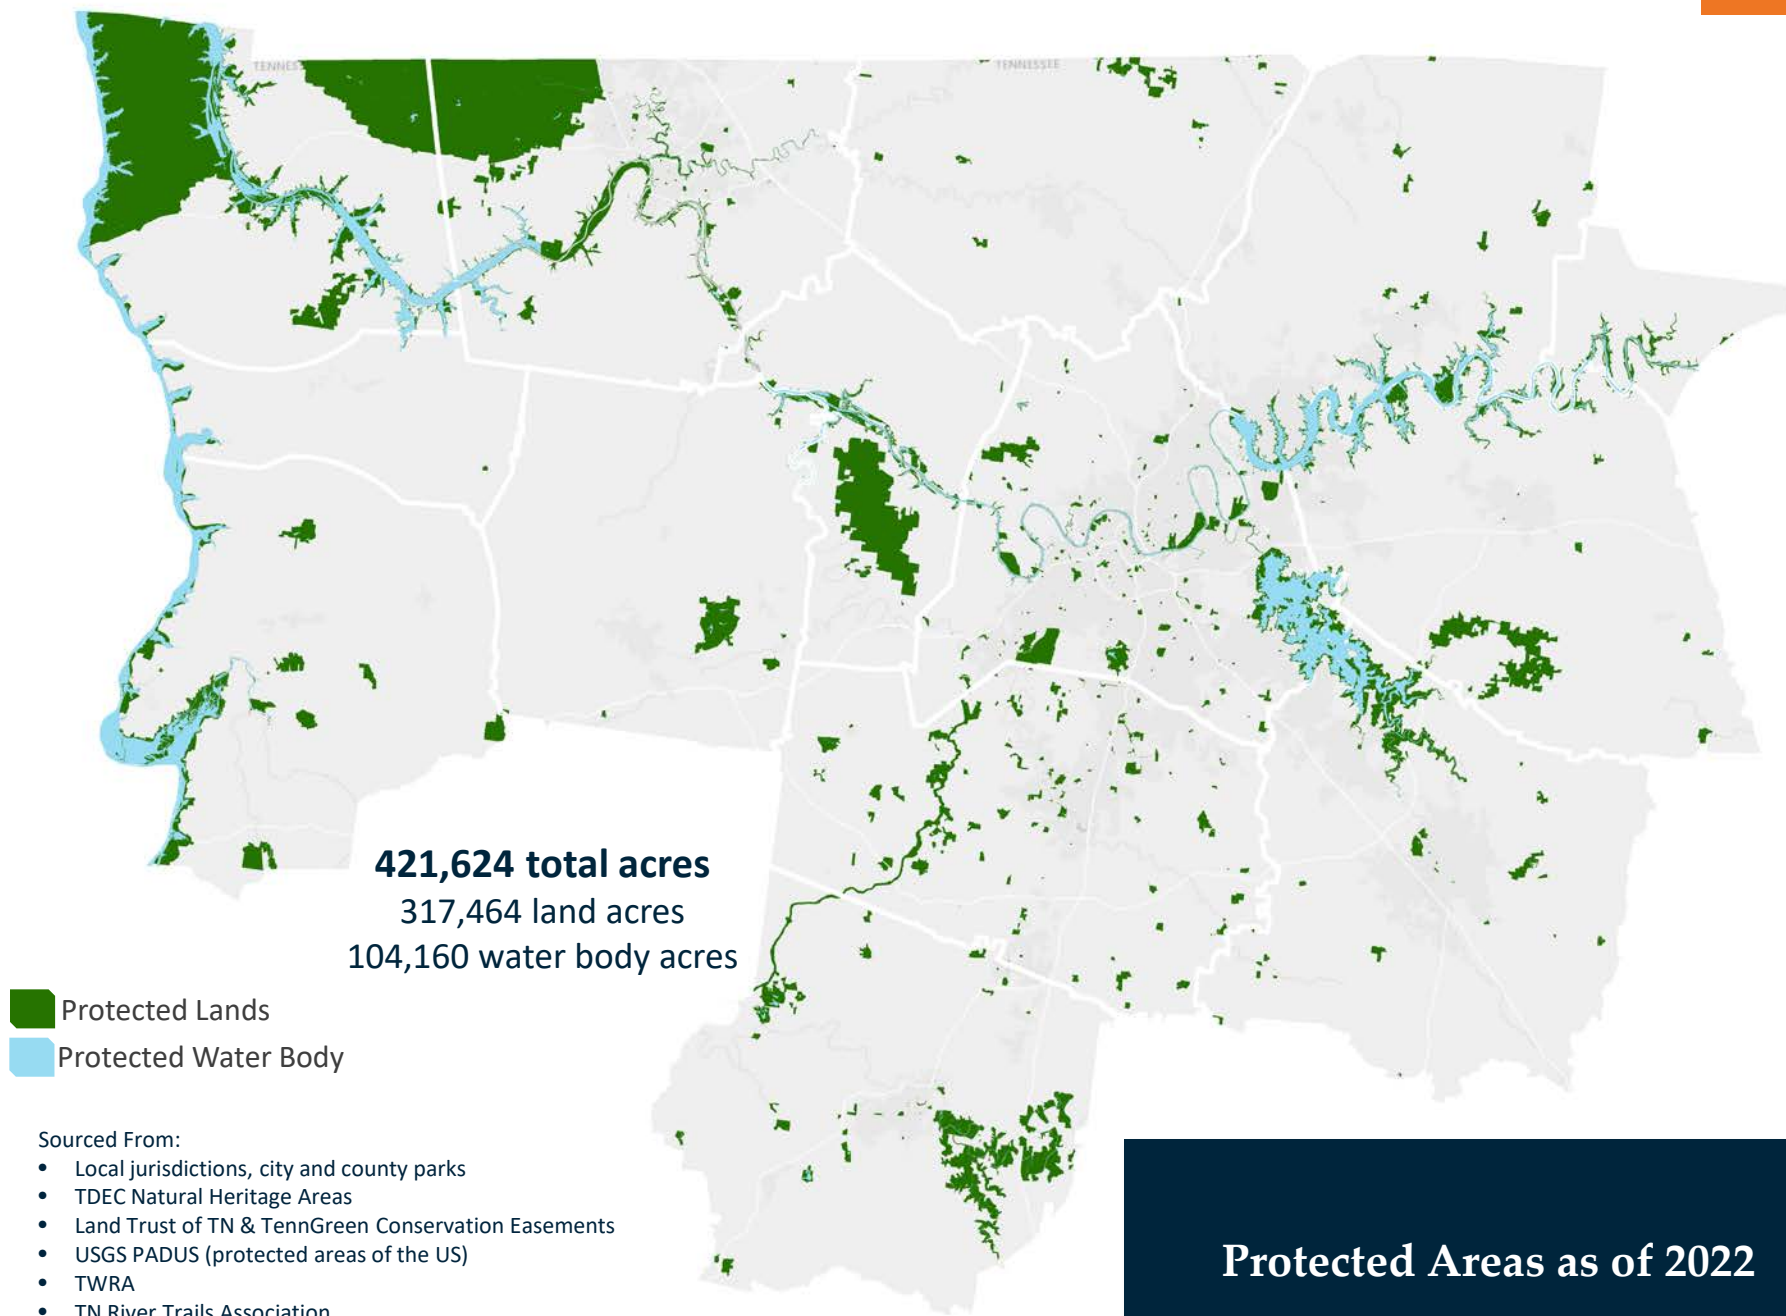 TENNESSEE
421,624 total acres
317,464 land acres
104,160 water body acres
Protected Lands
Protected Water Body
Sourced From:
• Local jurisdictions, city and county parks
• TDEC Natural Heritage Areas
• Land Trust of TN & TennGreen Conservation Easements
• USGS PADUS (protected areas of the US)
• TWRA
• TN River Trails Association
Protected Areas as of 2022